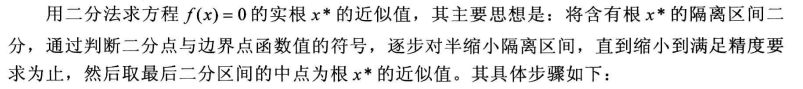 用二分法求方程 f(x)=0 的实根 x* 的近似值，其主要思想是：将含有根 x* 的隔离区间二
分，通过判断二分点与边界点函数值的符号，逐步对半缩小隔离区间，直到缩小到满足精度要
求为止，然后取最后二分区间的中点为根 x* 的近似值。其具体步骤如下：